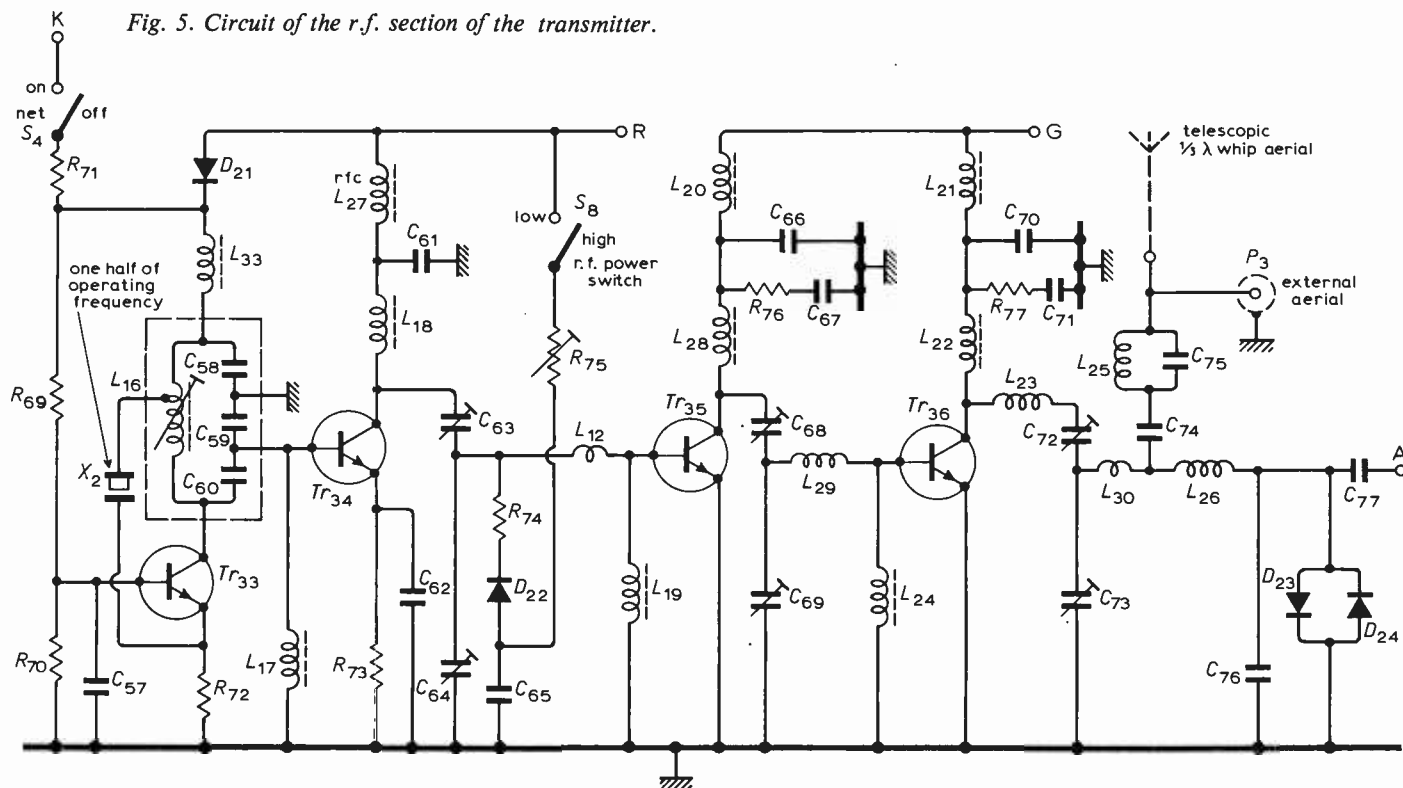 Fig. 5. Circuit of the r.f. section of the transmitter.
K
on
net
off
S4
R71
D21
R
rfc
L27
C61
L33
L18
one half of
operating
frequency
low
S8
high
r.f. power
switch
L20
C66
R76
C67
L21
G
C70
R77
C71
telescopic
1/3 λ whip aerial
P3
external
aerial
R69
L16
C58
C59
C60
X2
Tr33
Tr34
C63
R75
L12
L28
Tr35
C68
L29
L22
L23
Tr36
C72
L25
C75
C74
L30
L26
C77
A
R70
C57
R72
L17
R73
C62
C64
R74
D22
C65
L19
C69
L24
C73
C76
D23
D24